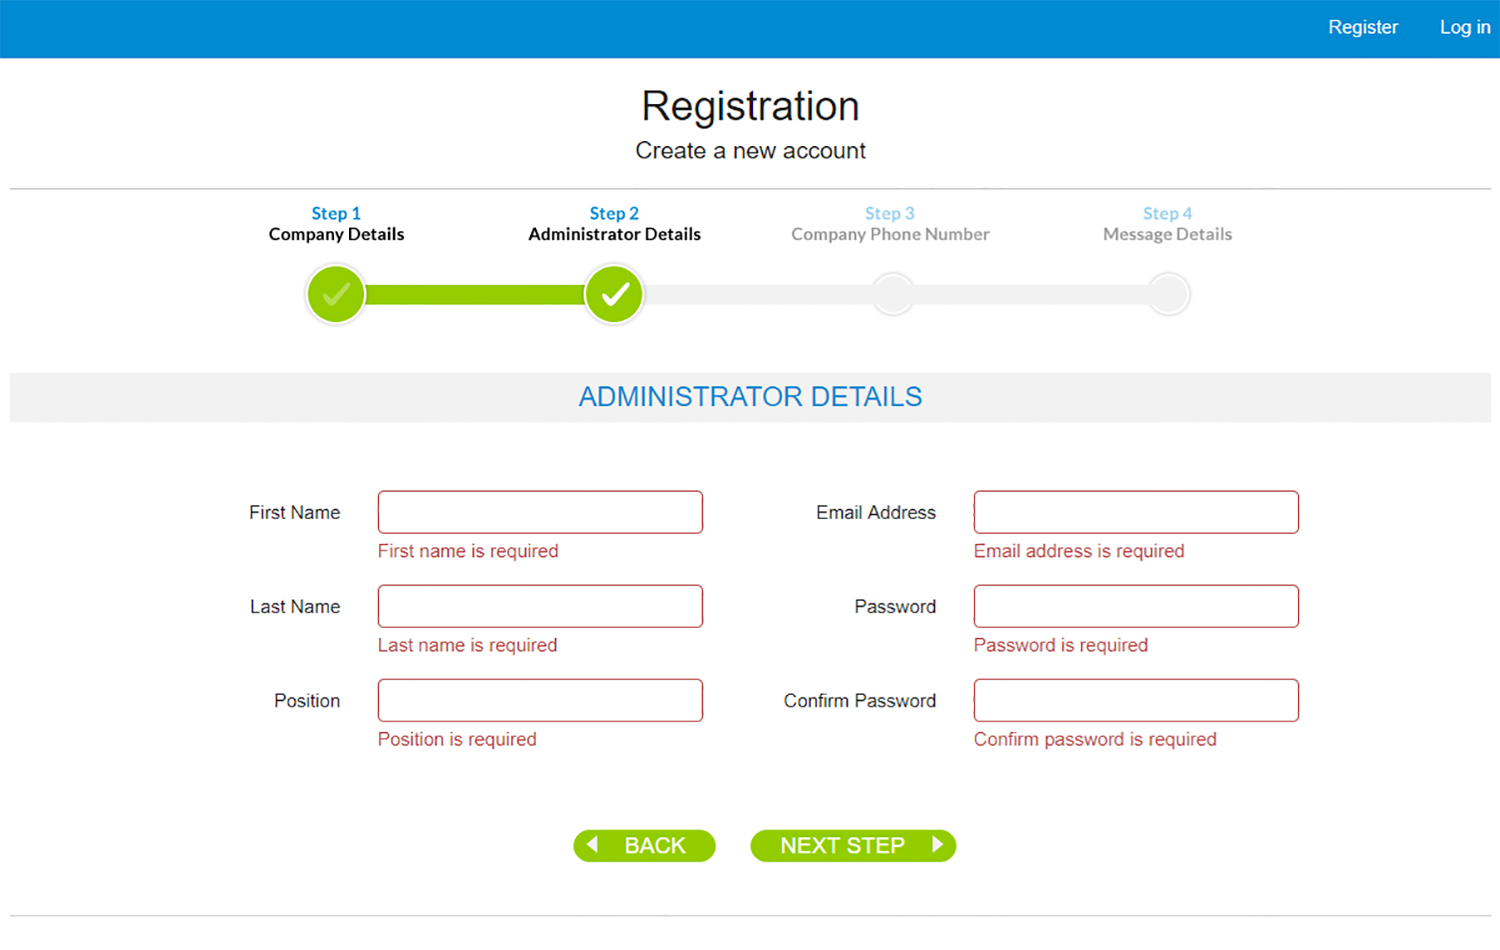 Register Log in
Registration
Create a new account
Step 1 Step 2 Step 3 Step 4
Company Details Administrator Details Company Phone Number Message Details
ADMINISTRATOR DETAILS
First Name Email Address
First name is required Email address is required
Last Name Password
Last name is required Password is required
Position Confirm Password
Position is required Confirm password is required
BACK NEXT STEP